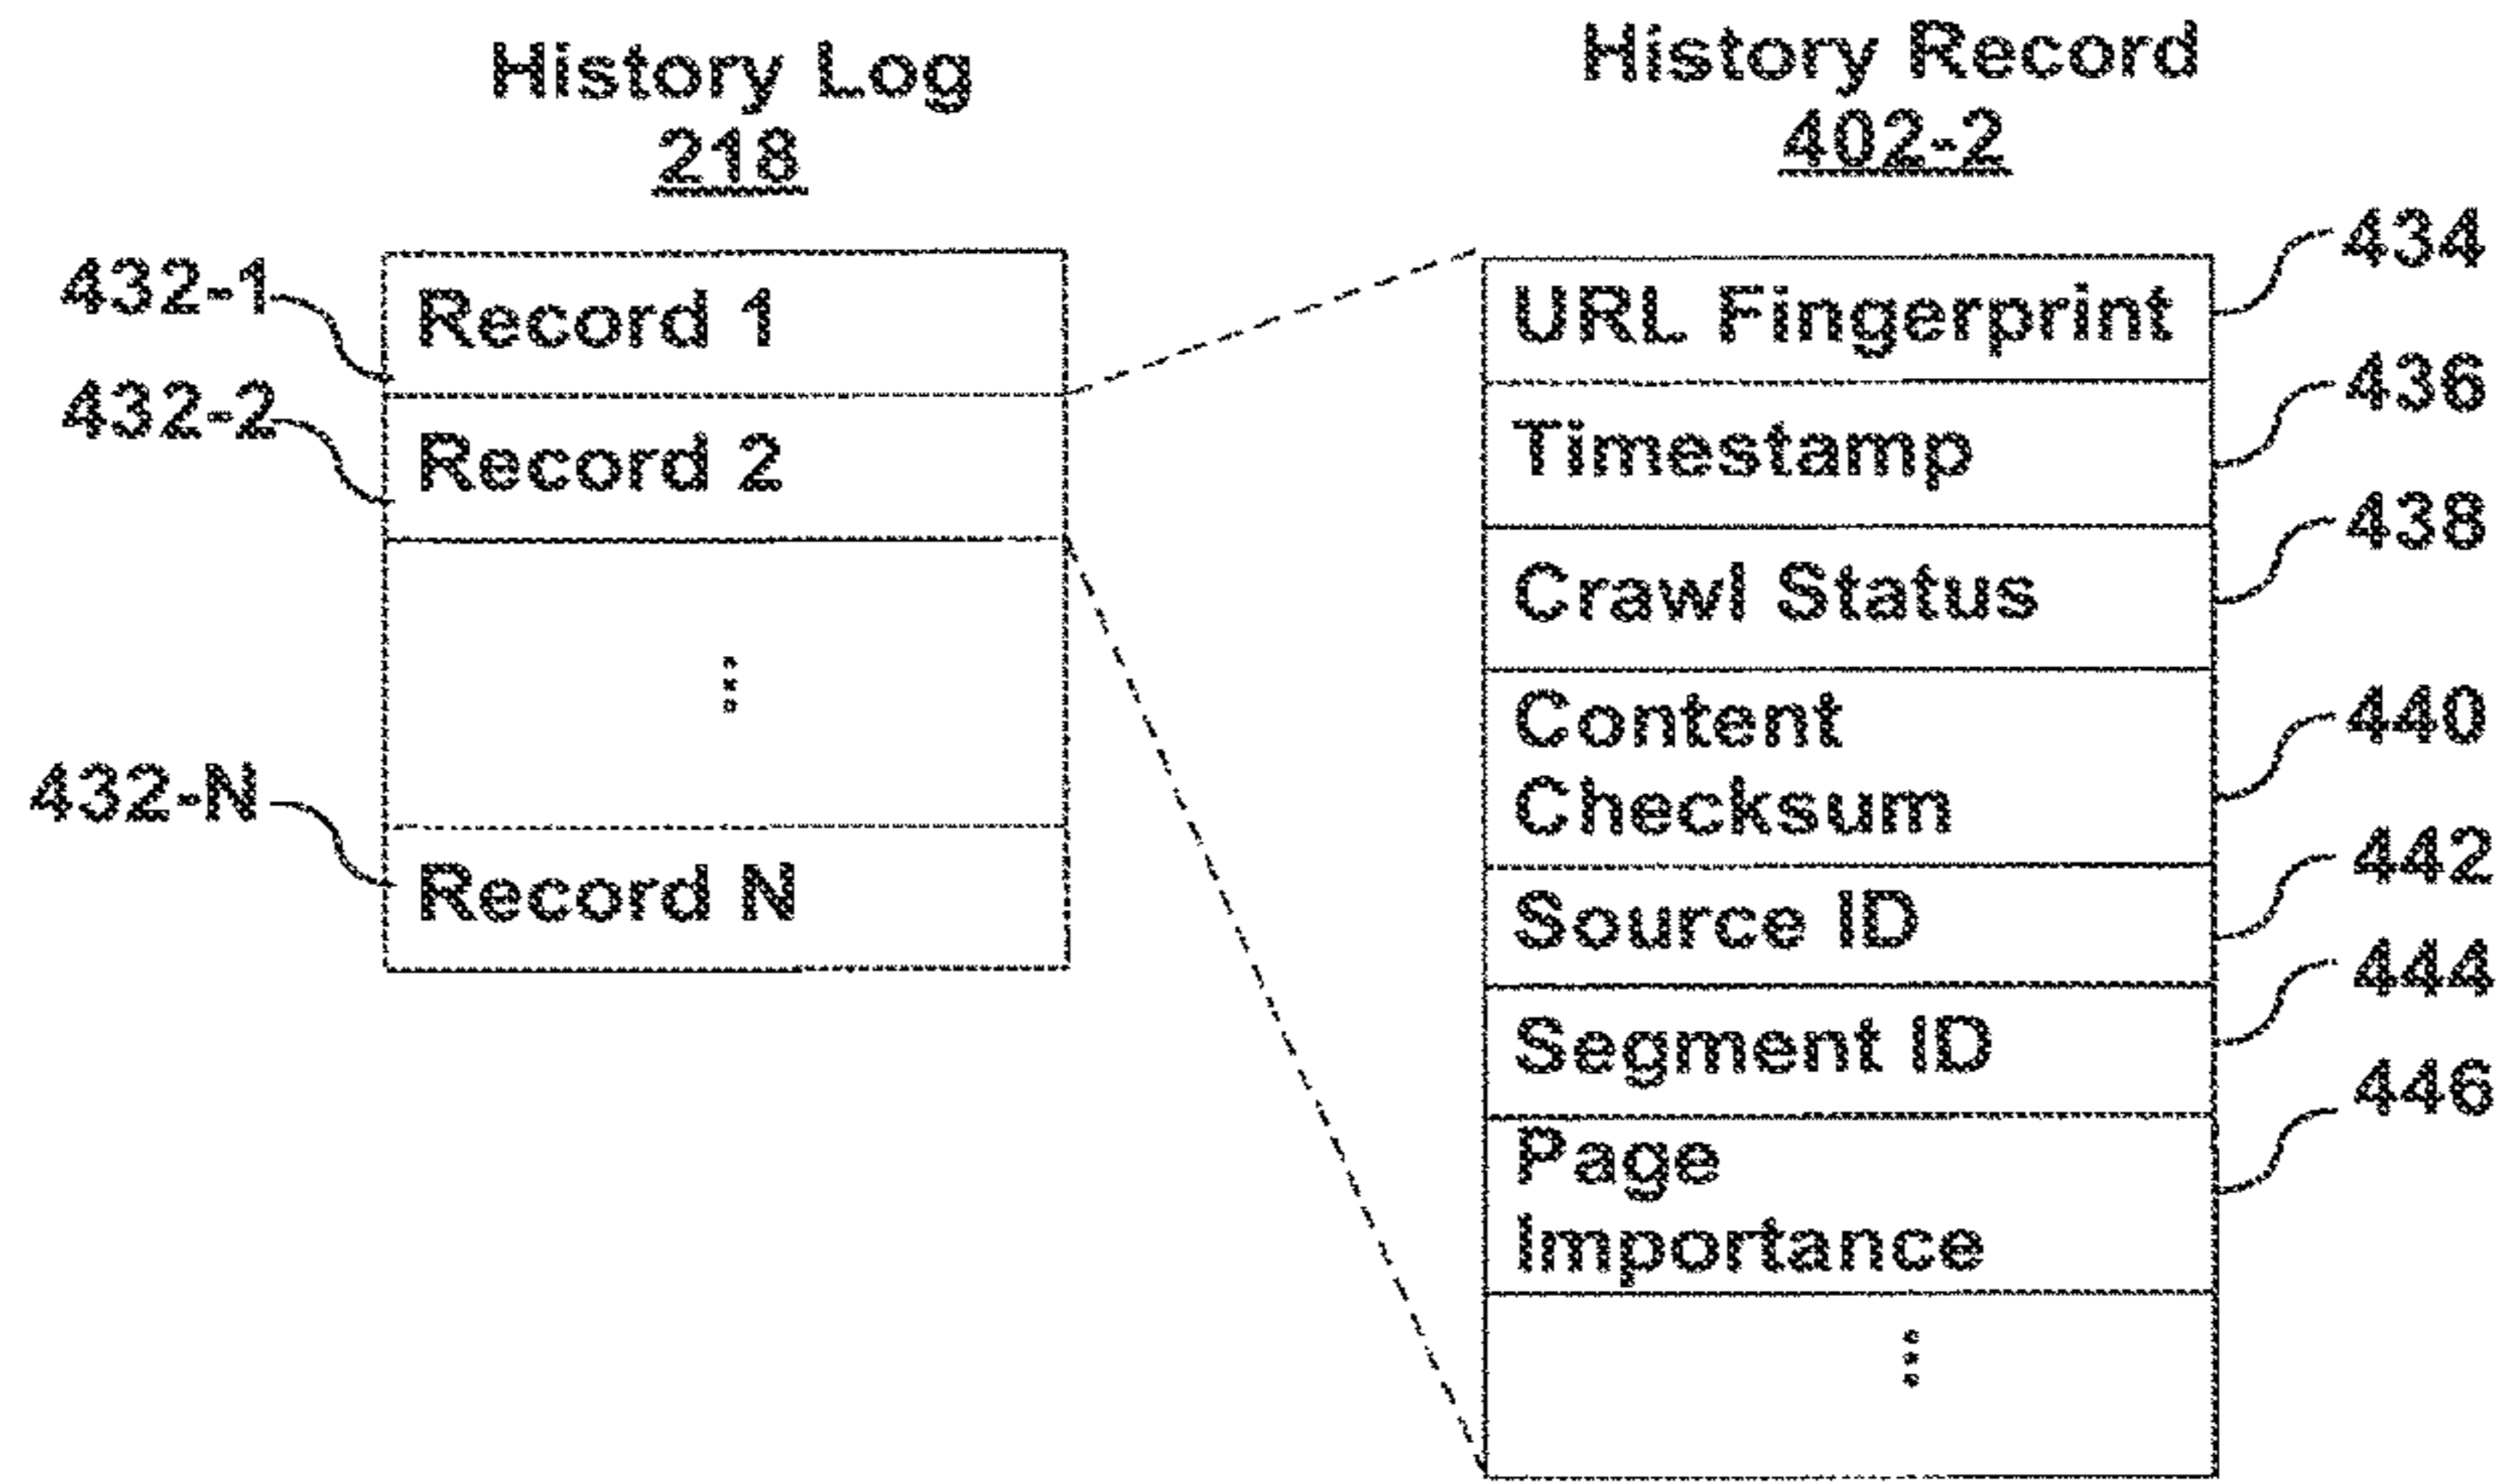 History Log
218
432-1
Record 1
432-2
Record 2
432-N
Record N
History Record
402-2
URL Fingerprint
434
Timestamp
436
Crawl Status
438
Content
Checksum
440
Source ID
442
Segment ID
444
Page
Importance
446